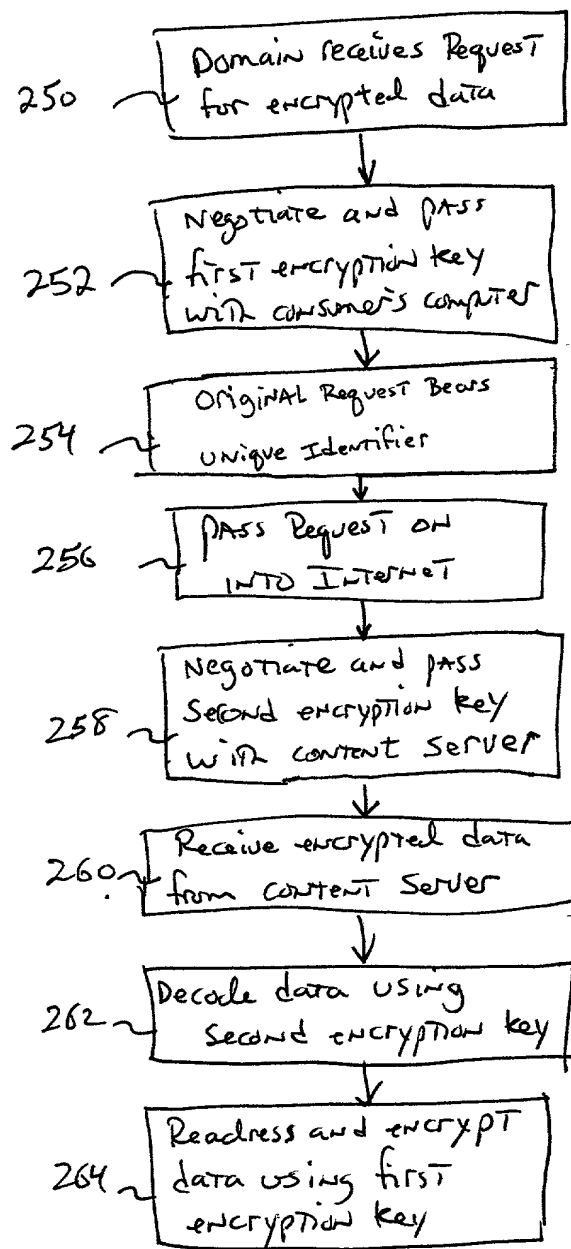 250
Domain receives Request
for encrypted data
252
Negotiate and pass
first encryption key
with consumer's computer
254
Original Request Bears
unique Identifier
256
pass Request on
into Internet
258
Negotiate and pass
Second encryption key
with content server
260
Receive encrypted data
from content server
262
Decode data using
Second encryption key
264
Readress and encrypt
data using first
encryption key